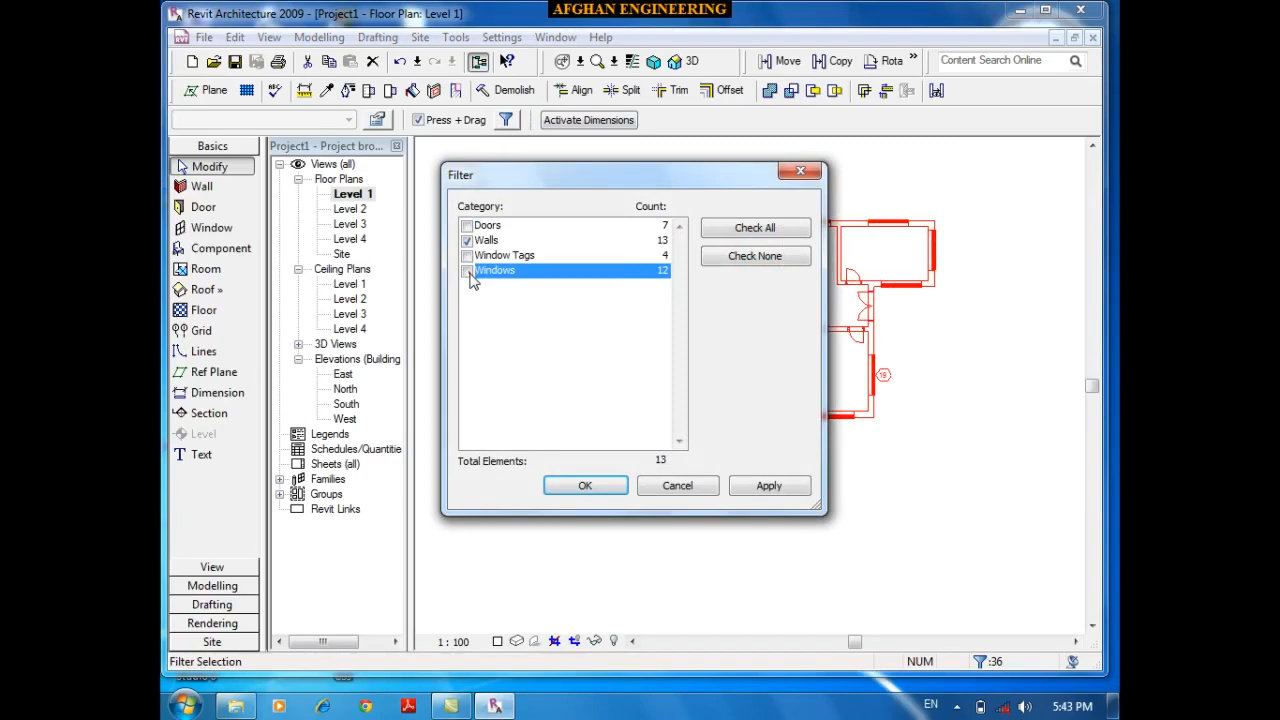 AFGHAN ENGINEERING
Revit Architecture 2009 - [Project1 - Floor Plan: Level 1]
File Edit View Modelling Drafting Site Tools Settings Window Help
3D Move Copy Rota » Content Search Online
Plane Demolish Align Split Trim Offset
Press + Drag Activate Dimensions
Basics
Modify
Wall
Door
Window
Component
Room
Roof »
Floor
Grid
Lines
Ref Plane
Dimension
Section
Level
Text
View
Modelling
Drafting
Rendering
Site
Project1 - Project bro...
Views (all)
Floor Plans
Level 1
Level 2
Level 3
Level 4
Site
Ceiling Plans
Level 1
Level 2
Level 3
Level 4
3D Views
Elevations (Building
East
North
South
West
Legends
Schedules/Quantitie
Sheets (all)
Families
Groups
Revit Links
Filter
Category: Count:
Doors 7
Walls 13
Window Tags 4
Windows 12
Total Elements: 13
Check All
Check None
OK Cancel Apply
19
1 : 100
Filter Selection NUM :36
EN 5:43 PM